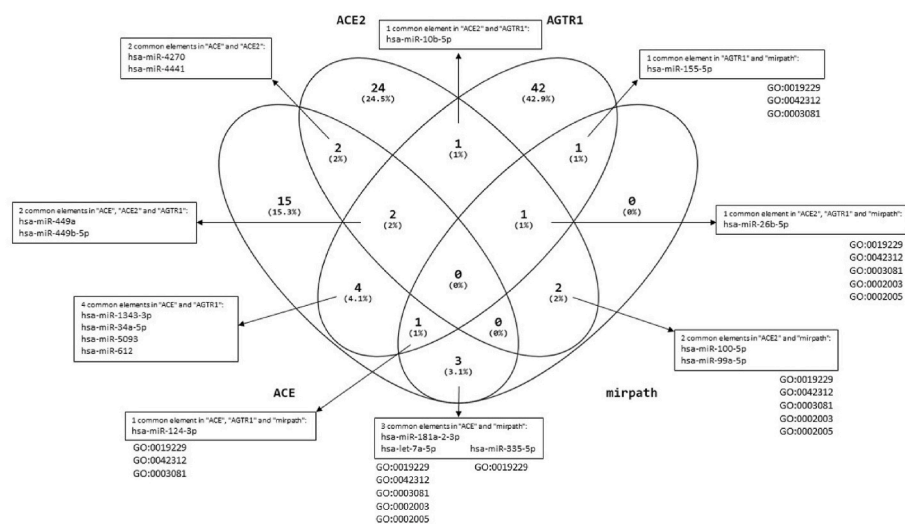 ACE2
AGTR1
1 common element in "ACE2" and "AGTR1":
hsa-miR-10b-5p
2 common elements in "ACE" and "ACE2":
hsa-miR-4270
hsa-miR-4441
1 common element in "AGTR1" and "mirpath":
hsa-miR-155-5p
GO:0019229
GO:0042312
GO:0003081
24
(24.5%)
42
(42.9%)
2
(2%)
1
(1%)
1
(1%)
15
(15.3%)
2
(2%)
1
(1%)
0
(0%)
2 common elements in "ACE", "ACE2" and "AGTR1":
hsa-miR-449a
hsa-miR-449b-5p
1 common element in "ACE2", "AGTR1" and "mirpath":
hsa-miR-26b-5p
GO:0019229
GO:0042312
GO:0003081
GO:0002003
GO:0002005
4
(4.1%)
0
(0%)
2
(2%)
1
(1%)
0
(0%)
3
(3.1%)
4 common elements in "ACE" and "AGTR1":
hsa-miR-1343-3p
hsa-miR-34a-5p
hsa-miR-5093
hsa-miR-612
2 common elements in "ACE2" and "mirpath":
hsa-miR-100-5p
hsa-miR-99a-5p
GO:0019229
GO:0042312
GO:0003081
GO:0002003
GO:0002005
ACE
mirpath
1 common element in "ACE", "AGTR1" and "mirpath":
hsa-miR-124-3p
GO:0019229
GO:0042312
GO:0003081
3 common elements in "ACE" and "mirpath":
hsa-miR-181a-2-3p
hsa-let-7a-5p hsa-miR-335-5p
GO:0019229 GO:0019229
GO:0042312
GO:0003081
GO:0002003
GO:0002005